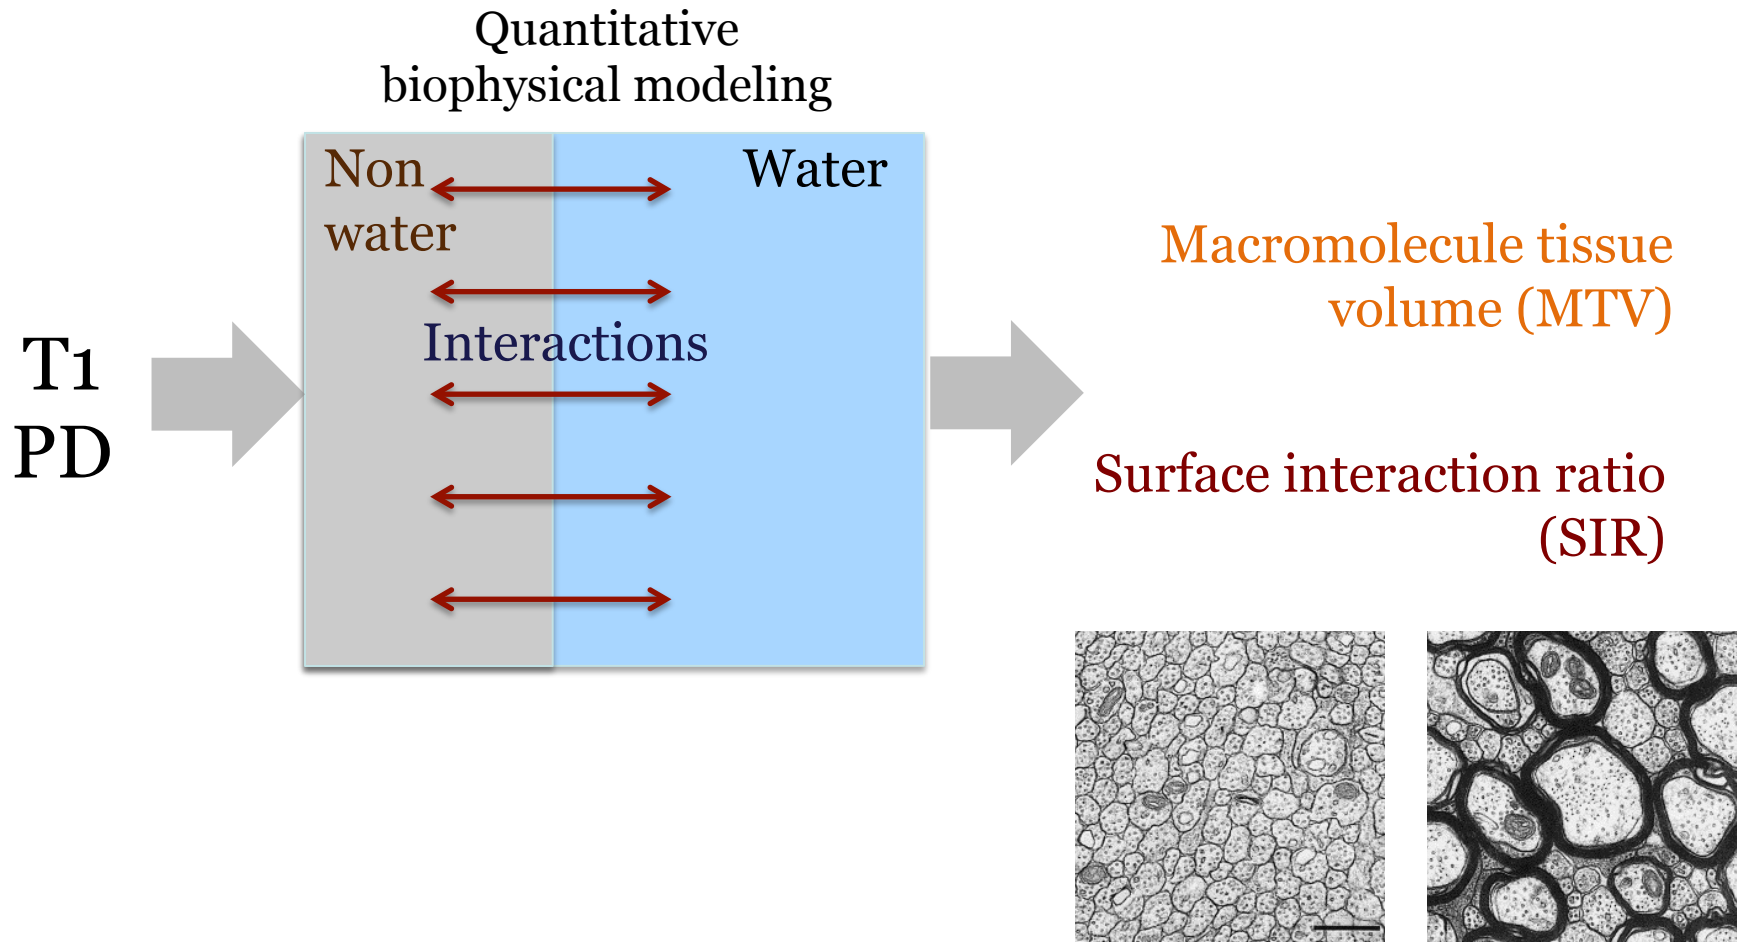 Quantitative
biophysical modeling
Non
water
Water
Interactions
T1
PD
Macromolecule tissue
volume (MTV)
Surface interaction ratio
(SIR)